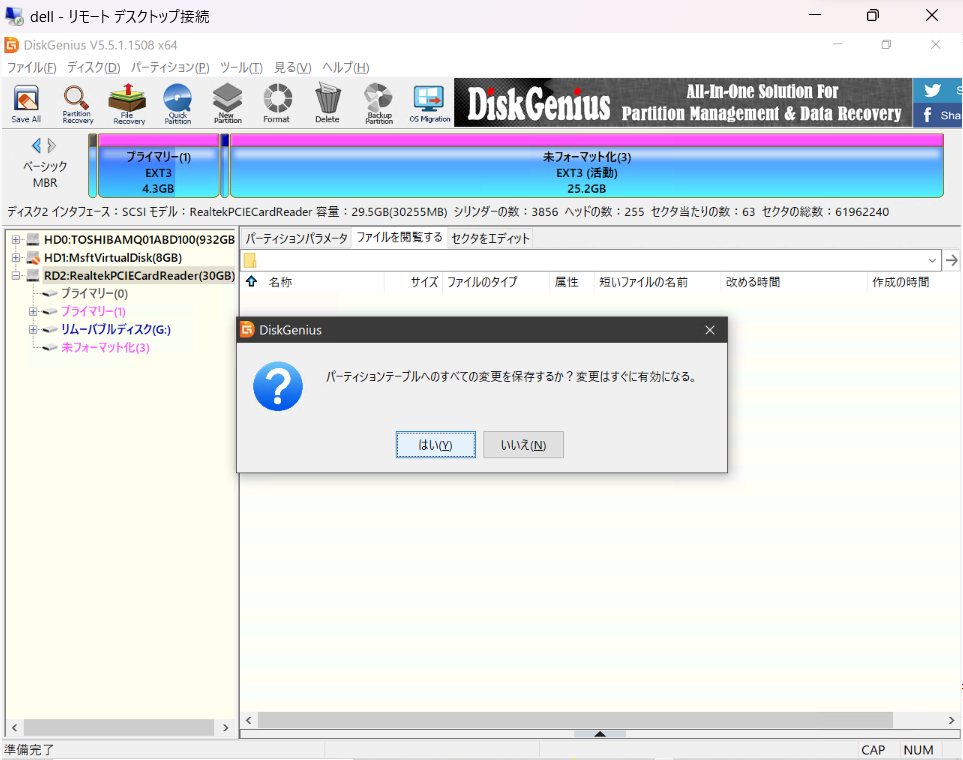 dell - リモート デスクトップ接続
DiskGenius V5.5.1.1508 x64
ファイル(F) ディスク(D) パーティション(P) ツール(T) 見る(V) ヘルプ(H)
Save All
Partition Recovery
File Recovery
Quick Partition
New Partition
Format
Delete
Backup Partition
OS Migration
DiskGenius
All-In-One Solution For
Partition Management & Data Recovery
S
Sha
ベーシック
MBR
プライマリー(1)
EXT3
4.3GB
未フォーマット化(3)
EXT3 (活動)
25.2GB
ディスク2 インタフェース：SCSI モデル：RealtekPCIECardReader 容量：29.5GB(30255MB) シリンダーの数：3856 ヘッドの数：255 セクタ当たりの数：63 セクタの総数：61962240
HD0:TOSHIBAMQ01ABD100(932GB
HD1:MsftVirtualDisk(8GB)
RD2:RealtekPCIECardReader(30GB)
プライマリー(0)
プライマリー(1)
リムーバブルディスク(G:)
未フォーマット化(3)
パーティションパラメータ ファイルを閲覧する セクタをエディット
名称 サイズ ファイルのタイプ 属性 短いファイルの名前 改める時間 作成の時間
DiskGenius
パーティションテーブルへのすべての変更を保存するか？変更はすぐに有効になる。
はい(Y) いいえ(N)
準備完了
CAP NUM